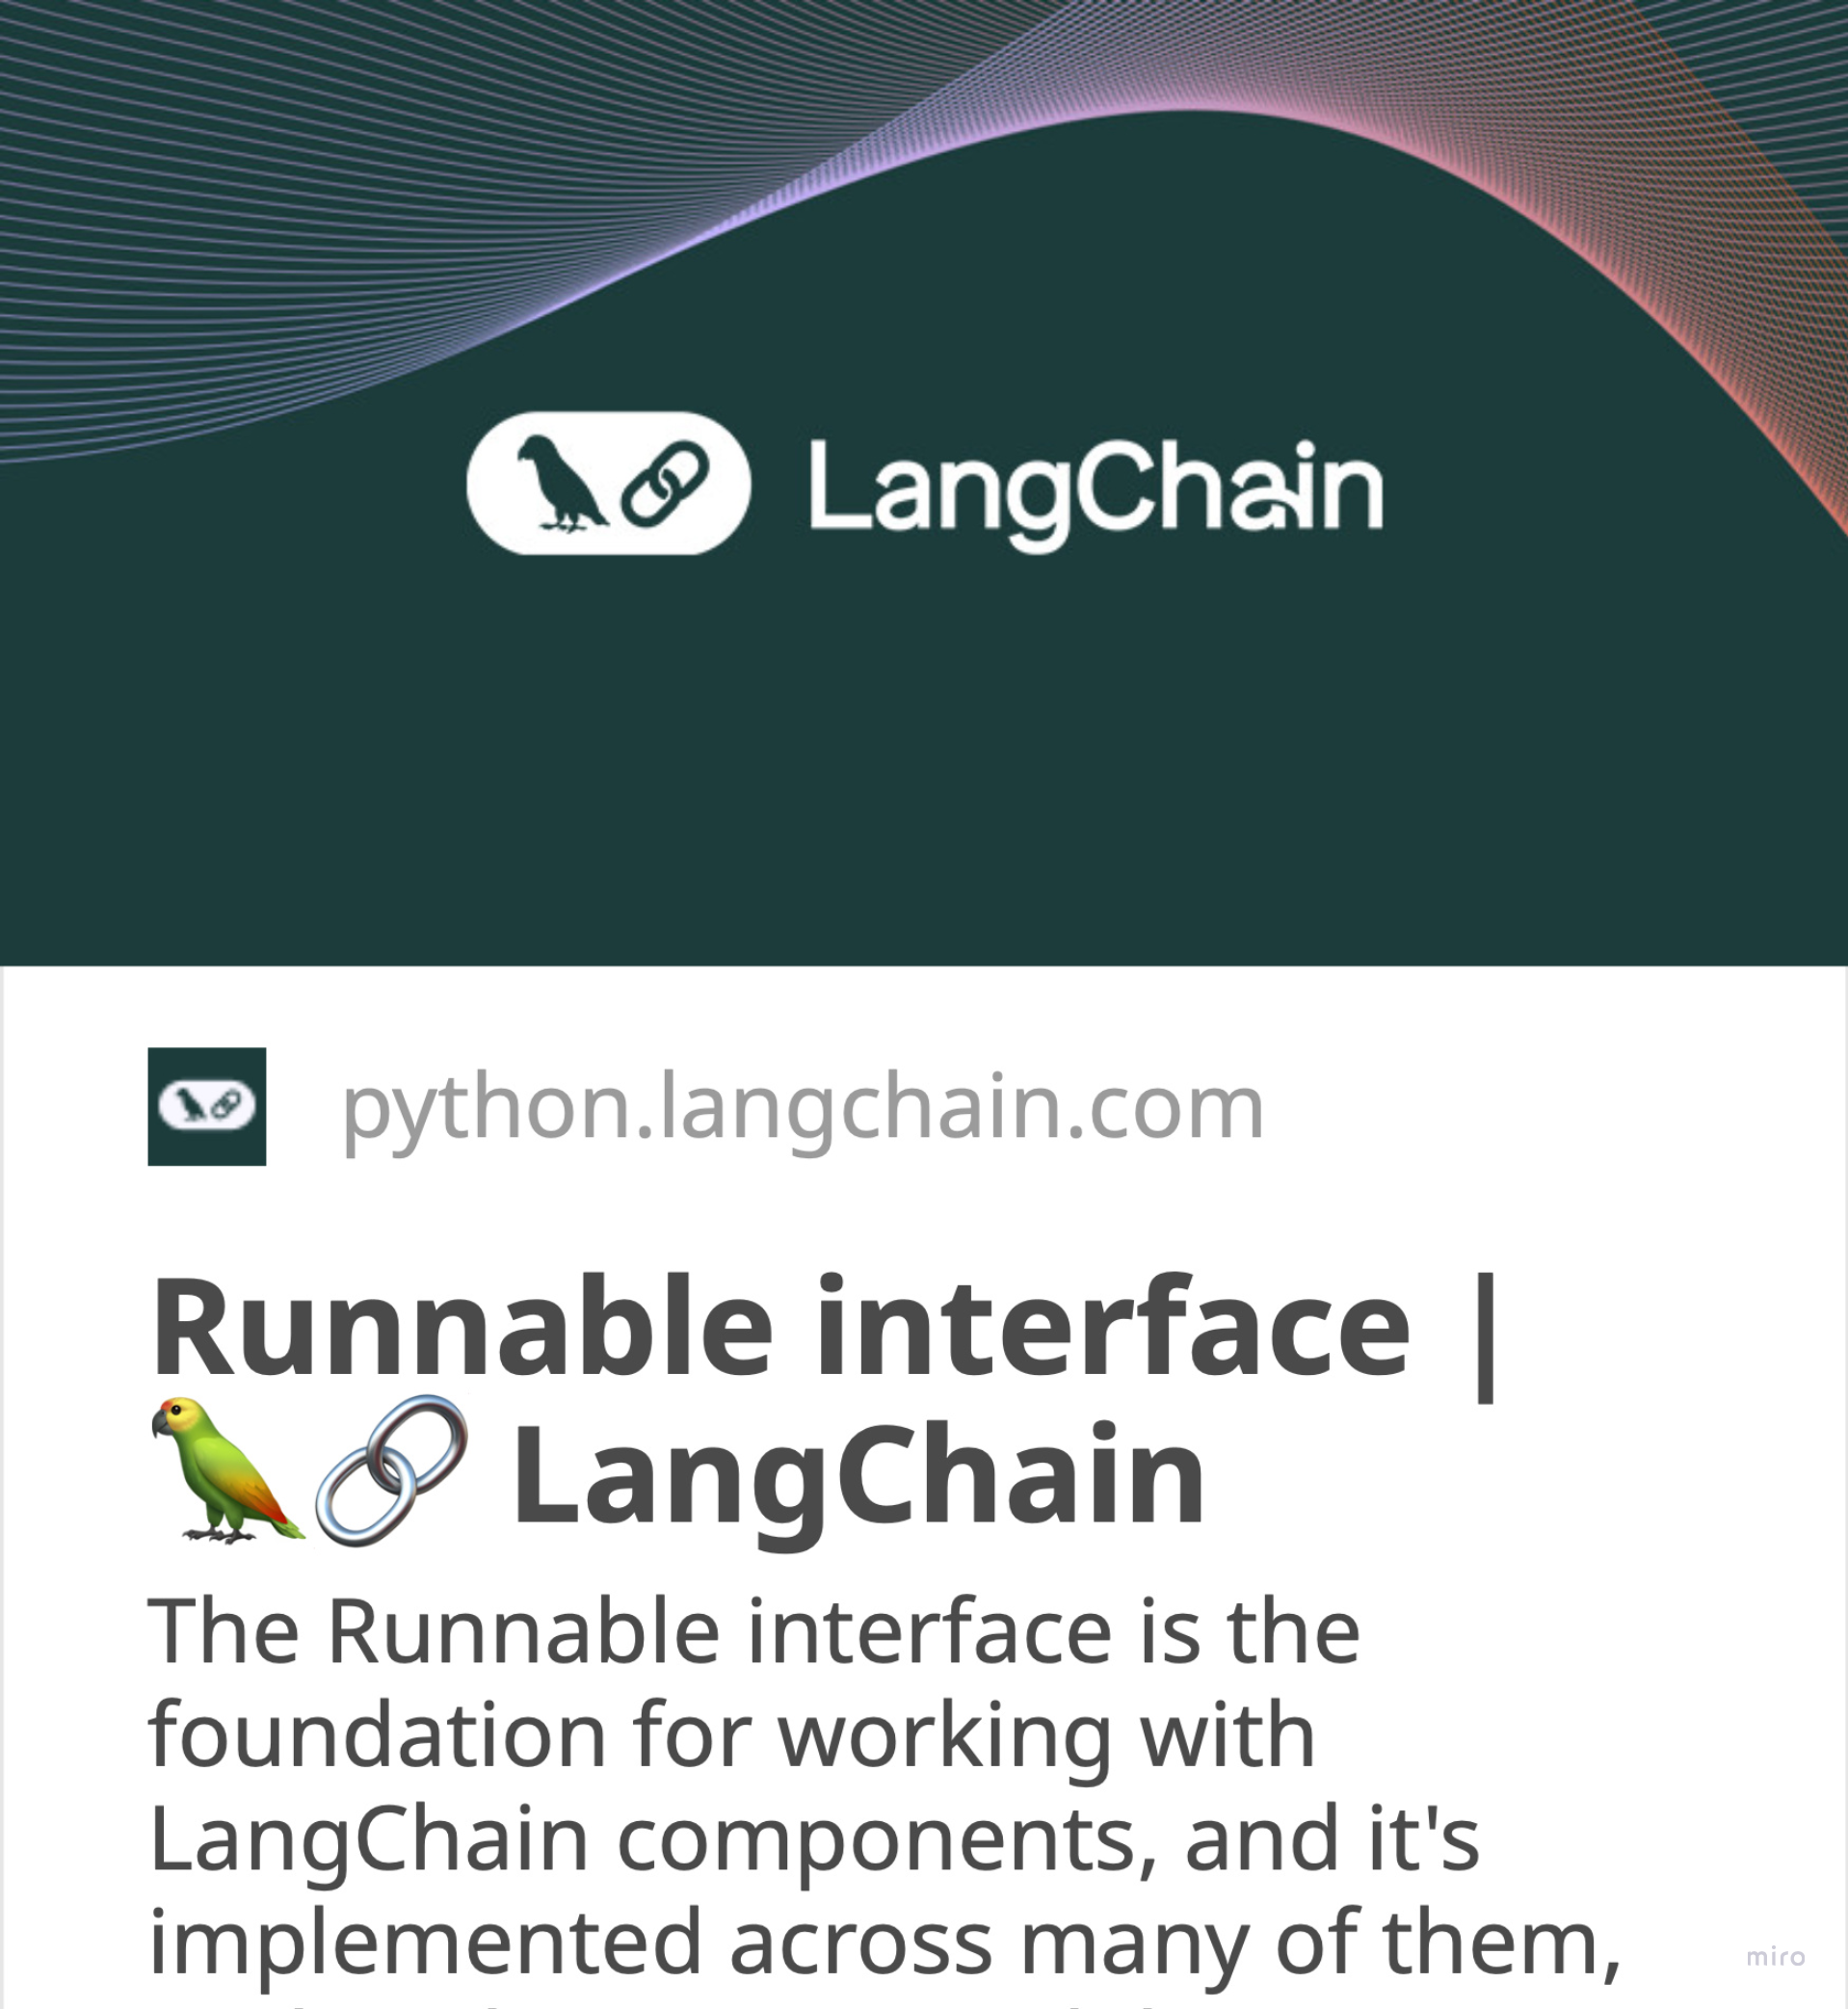 LangChain
python.langchain.com
Runnable interface |
🦜🔗 LangChain
The Runnable interface is the
foundation for working with
LangChain components, and it's
implemented across many of them,
miro